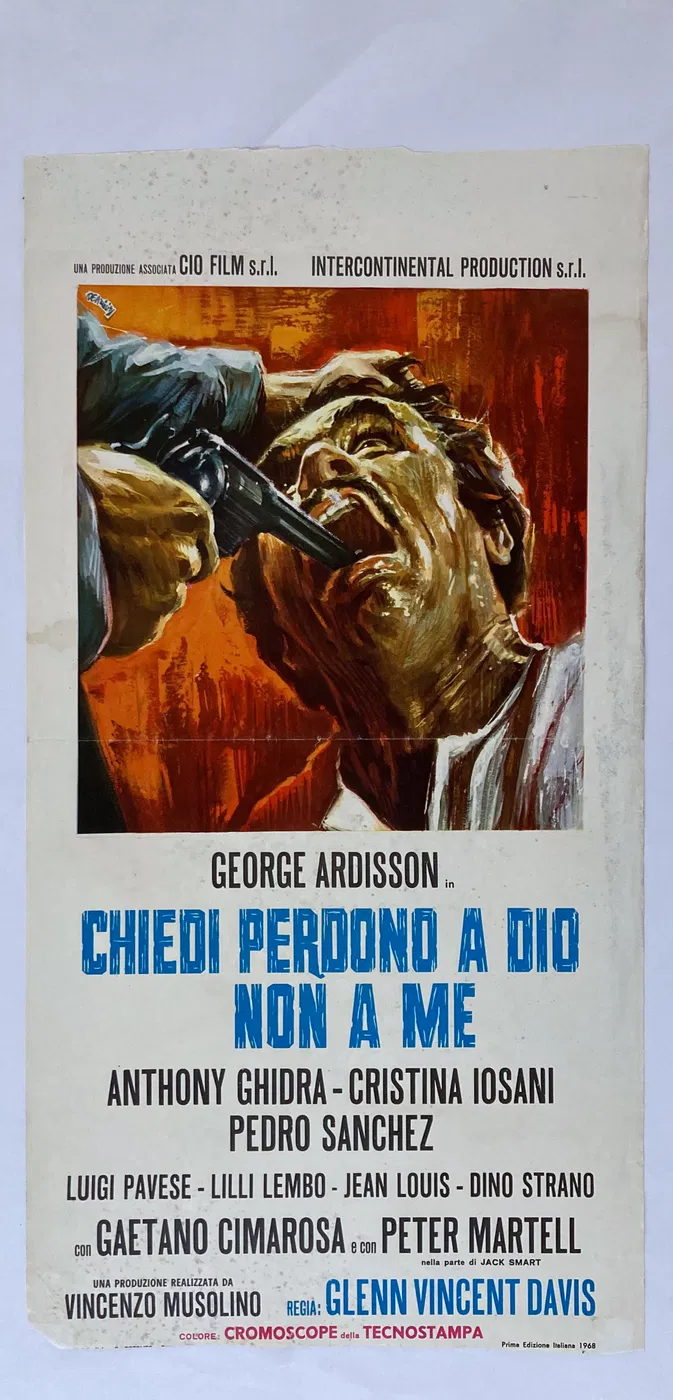 UNA PRODUZIONE ASSOCIATA CIO FILM s.r.l. INTERCONTINENTAL PRODUCTION s.r.l.
GEORGE ARDISSON in
CHIEDI PERDONO A DIO
NON A ME
ANTHONY GHIDRA - CRISTINA IOSANI
PEDRO SANCHEZ
LUIGI PAVESE - LILLI LEMBO - JEAN LOUIS - DINO STRANO
con GAETANO CIMAROSA e con PETER MARTELL
nella parte di JACK SMART
UNA PRODUZIONE REALIZZATA DA
VINCENZO MUSOLINO REGIA: GLENN VINCENT DAVIS
COLORE: CROMOSCOPE della TECNOSTAMPA
Prima Edizione Italiana 1968